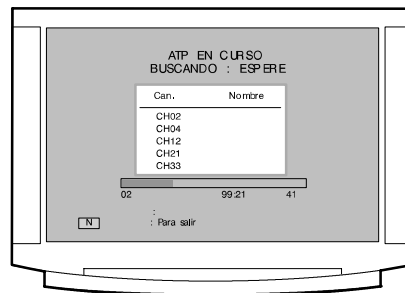 ATP EN CURSO
BUSCANDO : ESPERE
Can. Nombre
CH02
CH04
CH12
CH21
CH33
02 99:21 41
:
N : Para salir